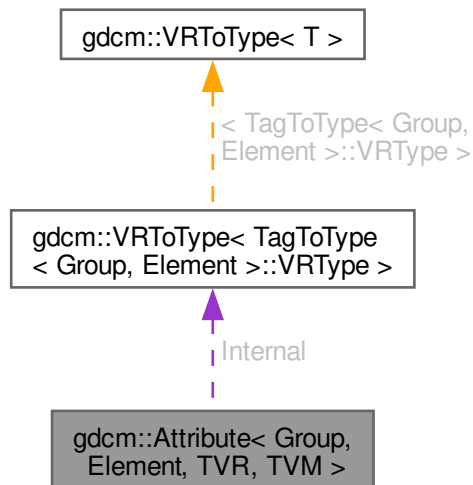 gdcm::VRToType< T >
< TagToType< Group,
Element >::VRType >
gdcm::VRToType< TagToType
< Group, Element >::VRType >
Internal
gdcm::Attribute< Group,
Element, TVR, TVM >